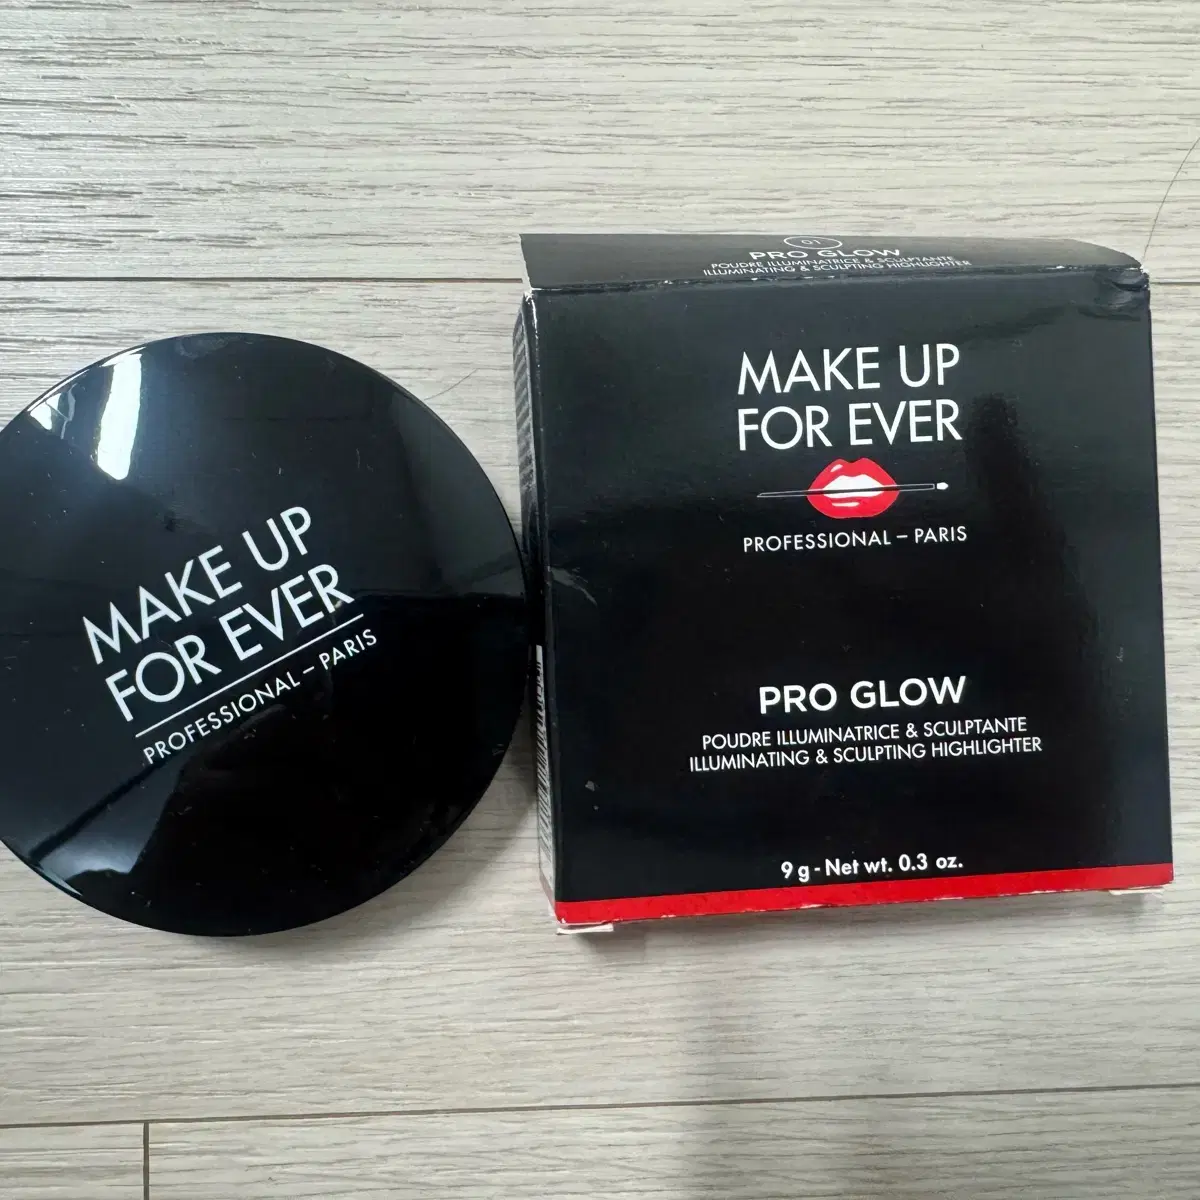 MAKE UP
FOR EVER
PROFESSIONAL – PARIS
01
PRO GLOW
POUDRE ILLUMINATRICE & SCULPTANTE
ILLUMINATING & SCULPTING HIGHLIGHTER
MAKE UP
FOR EVER
PROFESSIONAL – PARIS
PRO GLOW
POUDRE ILLUMINATRICE & SCULPTANTE
ILLUMINATING & SCULPTING HIGHLIGHTER
9 g - Net wt. 0.3 oz.